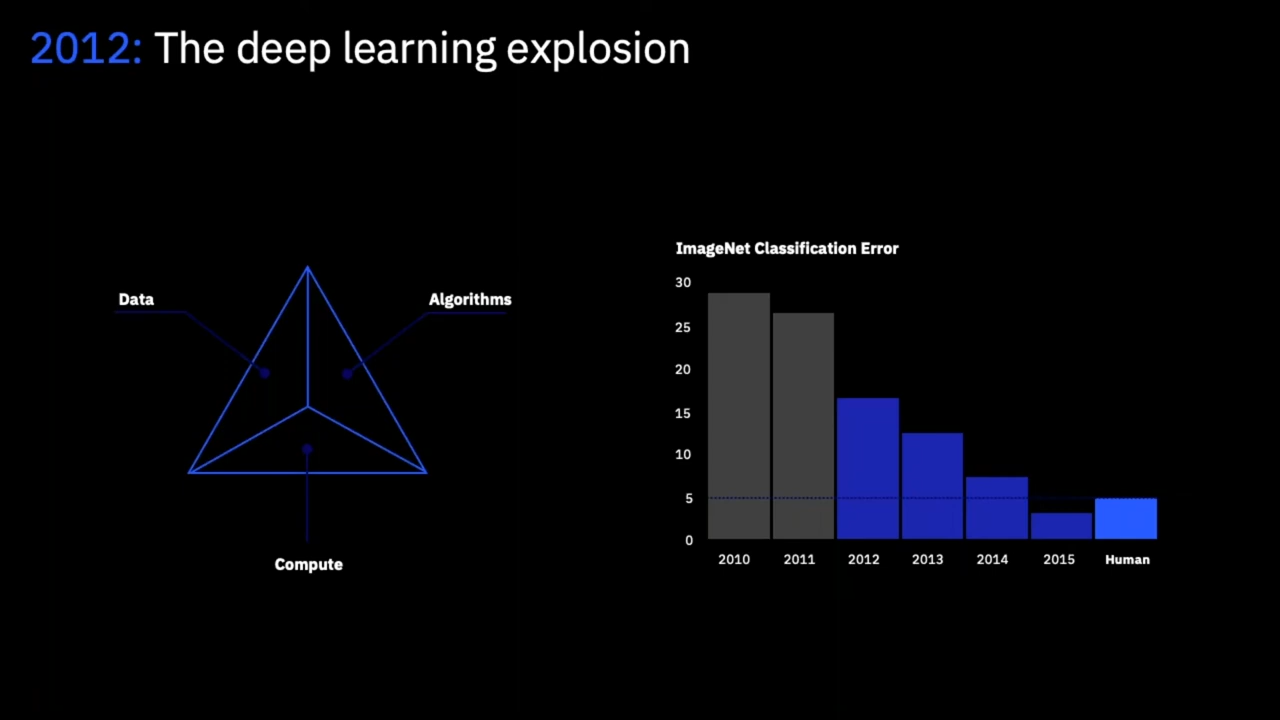 2012: The deep learning explosion
Data
Algorithms
Compute
ImageNet Classification Error
30
25
20
15
10
5
0
2010 2011 2012 2013 2014 2015 Human